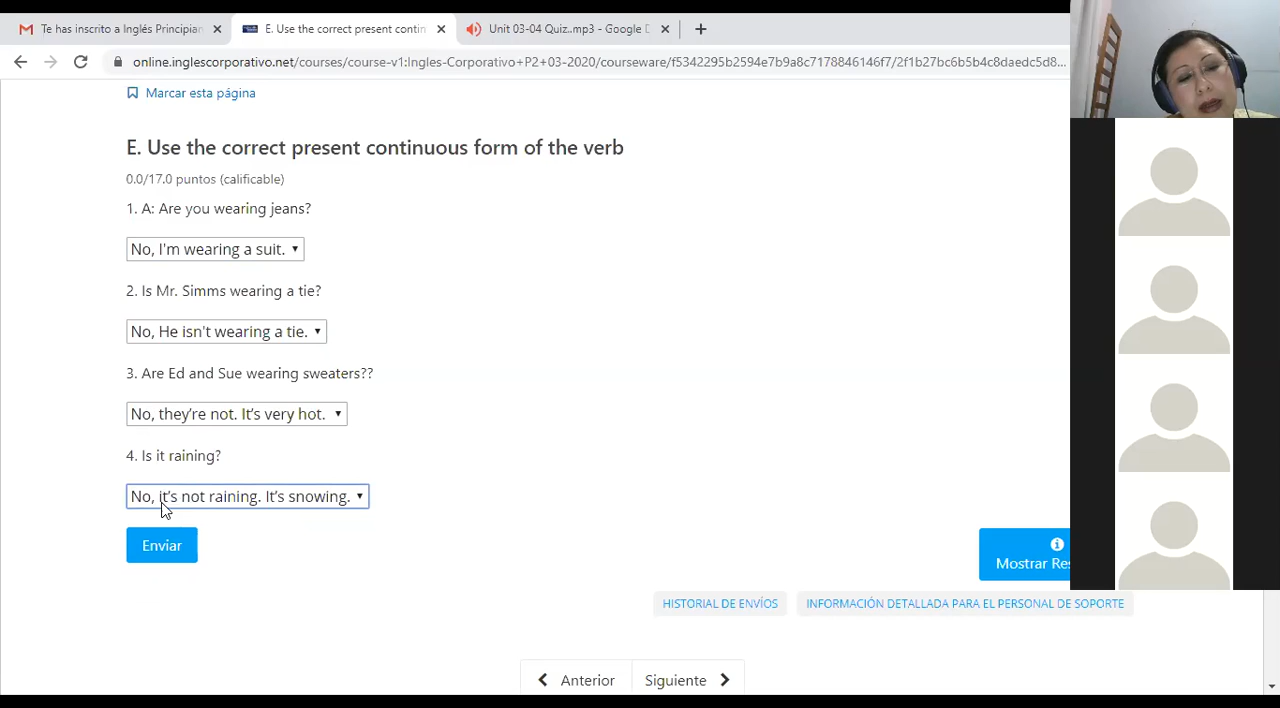 Te has inscrito a Inglés Principian
E. Use the correct present contin
Unit 03-04 Quiz..mp3 - Google D
online.inglescorporativo.net/courses/course-v1:Ingles-Corporativo+P2+03-2020/courseware/f5342295b2594e7b9a8c7178846146f7/2f1b27bc6b5b4c8daedc5d8...
Marcar esta página
E. Use the correct present continuous form of the verb
0.0/17.0 puntos (calificable)
1. A: Are you wearing jeans?
No, I'm wearing a suit.
2. Is Mr. Simms wearing a tie?
No, He isn't wearing a tie.
3. Are Ed and Sue wearing sweaters??
No, they're not. It's very hot.
4. Is it raining?
No, it's not raining. It's snowing.
Enviar
Mostrar Res
HISTORIAL DE ENVÍOS
INFORMACIÓN DETALLADA PARA EL PERSONAL DE SOPORTE
Anterior
Siguiente